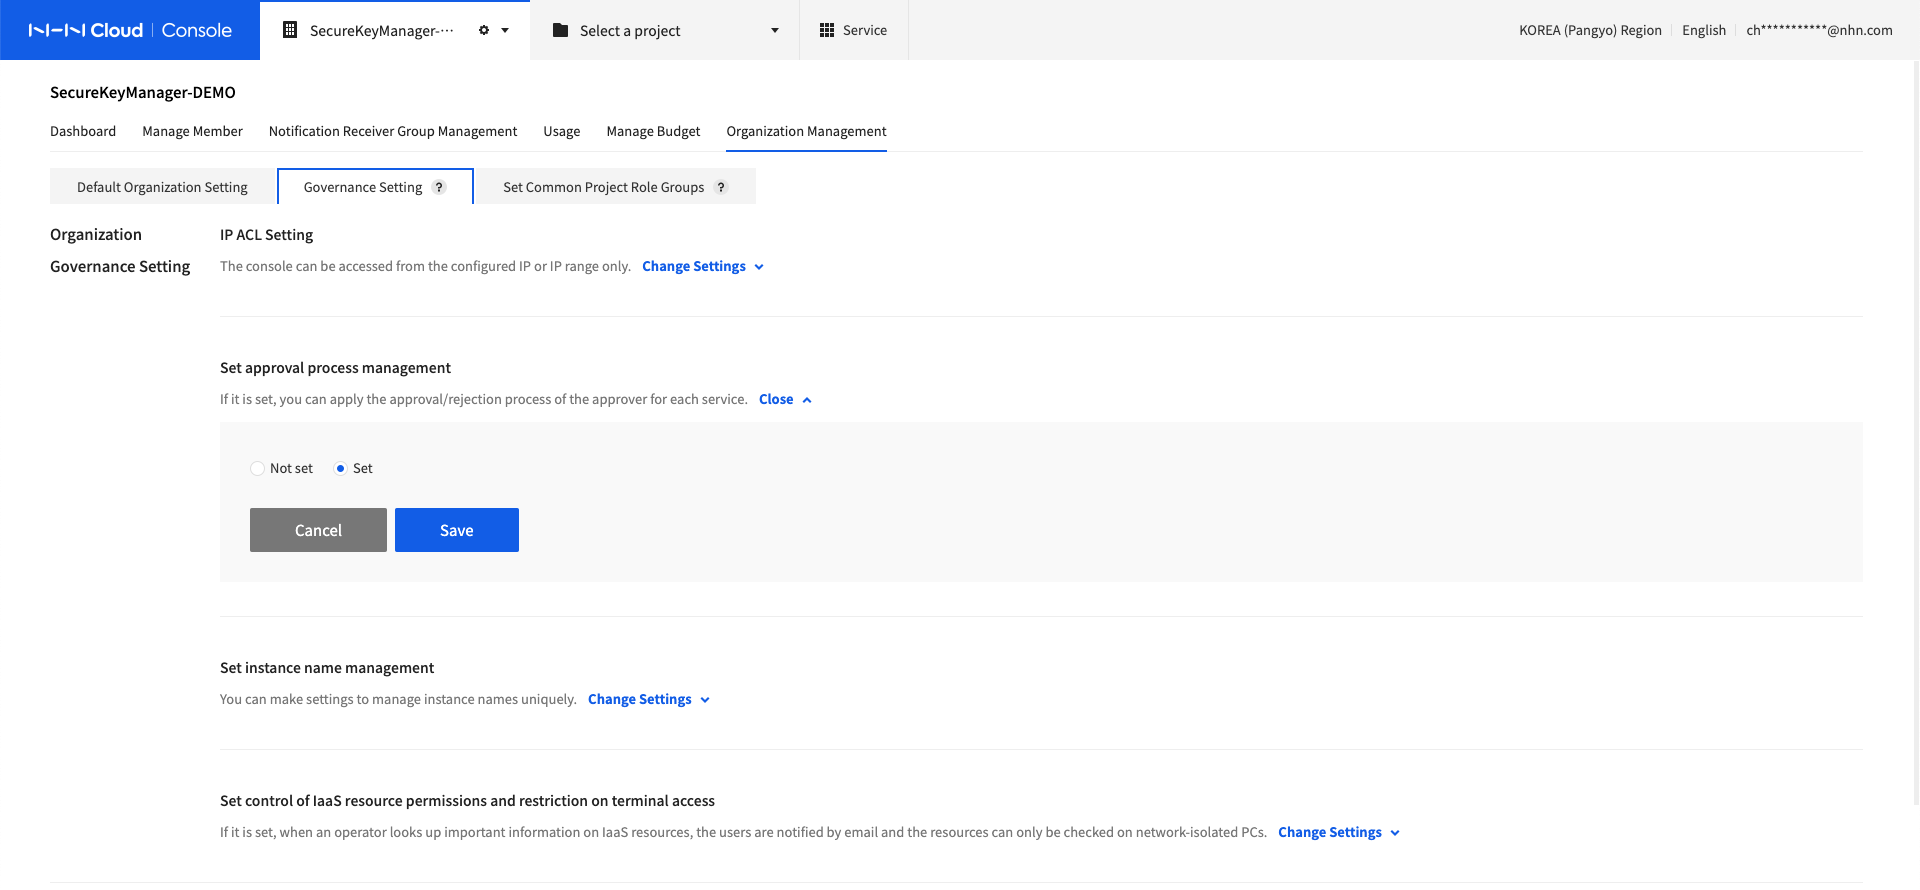 NHN Cloud Console
SecureKeyManager-···
Select a project
Service
KOREA (Pangyo) Region
English
ch***********@nhn.com
SecureKeyManager-DEMO
Dashboard Manage Member Notification Receiver Group Management Usage Manage Budget Organization Management
Default Organization Setting Governance Setting ? Set Common Project Role Groups ?
Organization
Governance Setting
IP ACL Setting
The console can be accessed from the configured IP or IP range only. Change Settings
Set approval process management
If it is set, you can apply the approval/rejection process of the approver for each service. Close
Not set Set
Cancel Save
Set instance name management
You can make settings to manage instance names uniquely. Change Settings
Set control of IaaS resource permissions and restriction on terminal access
If it is set, when an operator looks up important information on IaaS resources, the users are notified by email and the resources can only be checked on network-isolated PCs. Change Settings